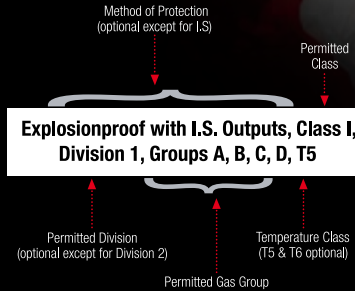 Method of Protection
(optional except for I.S)
Permitted
Class
Explosionproof with I.S. Outputs, Class I,
Division 1, Groups A, B, C, D, T5
Permitted Division
(optional except for Division 2)
Temperature Class
(T5 & T6 optional)
Permitted Gas Group